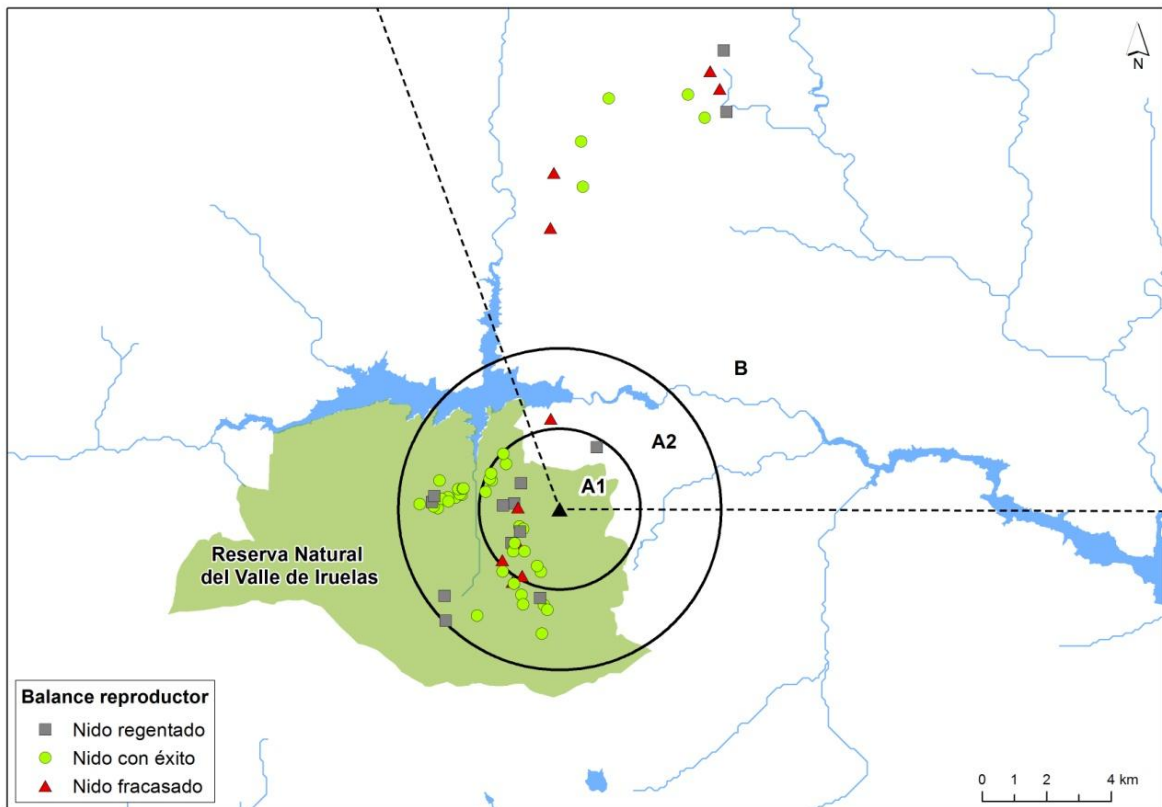 N
B
A2
A1
Reserva Natural
del Valle de Iruelas
Balance reproductor
Nido regentado
Nido con éxito
Nido fracasado
0 1 2 4 km